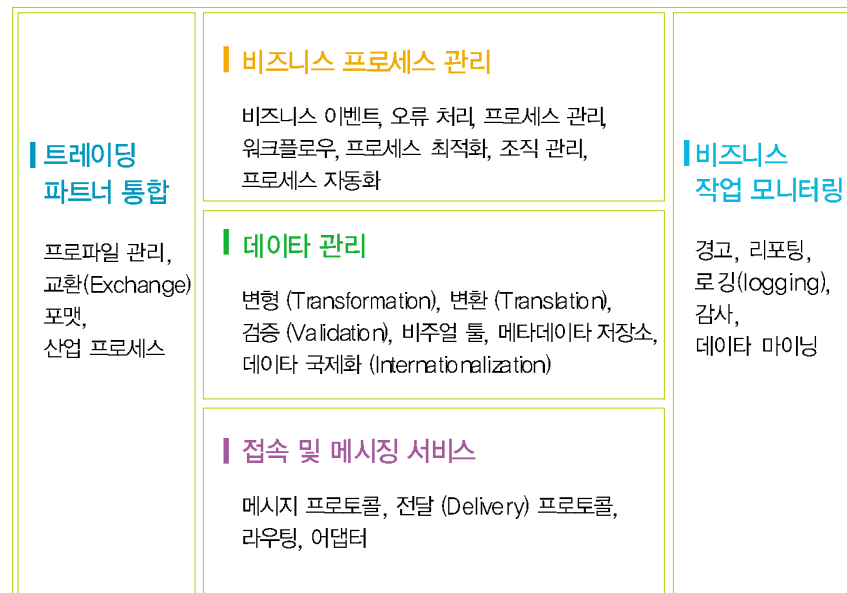 트레이딩
파트너 통합
프로파일 관리,
교환(Exchange)
포맷,
산업 프로세스
비즈니스 프로세스 관리
비즈니스 이벤트, 오류 처리, 프로세스 관리,
워크플로우, 프로세스 최적화, 조직 관리,
프로세스 자동화
데이타 관리
변형 (Transformation), 변환 (Translation),
검증 (Validation), 비주얼 툴, 메타데이타 저장소,
데이타 국제화 (Internationalization)
접속 및 메시징 서비스
메시지 프로토콜, 전달 (Delivery) 프로토콜,
라우팅, 어댑터
비즈니스
작업 모니터링
경고, 리포팅,
로깅(logging),
감사,
데이타 마이닝